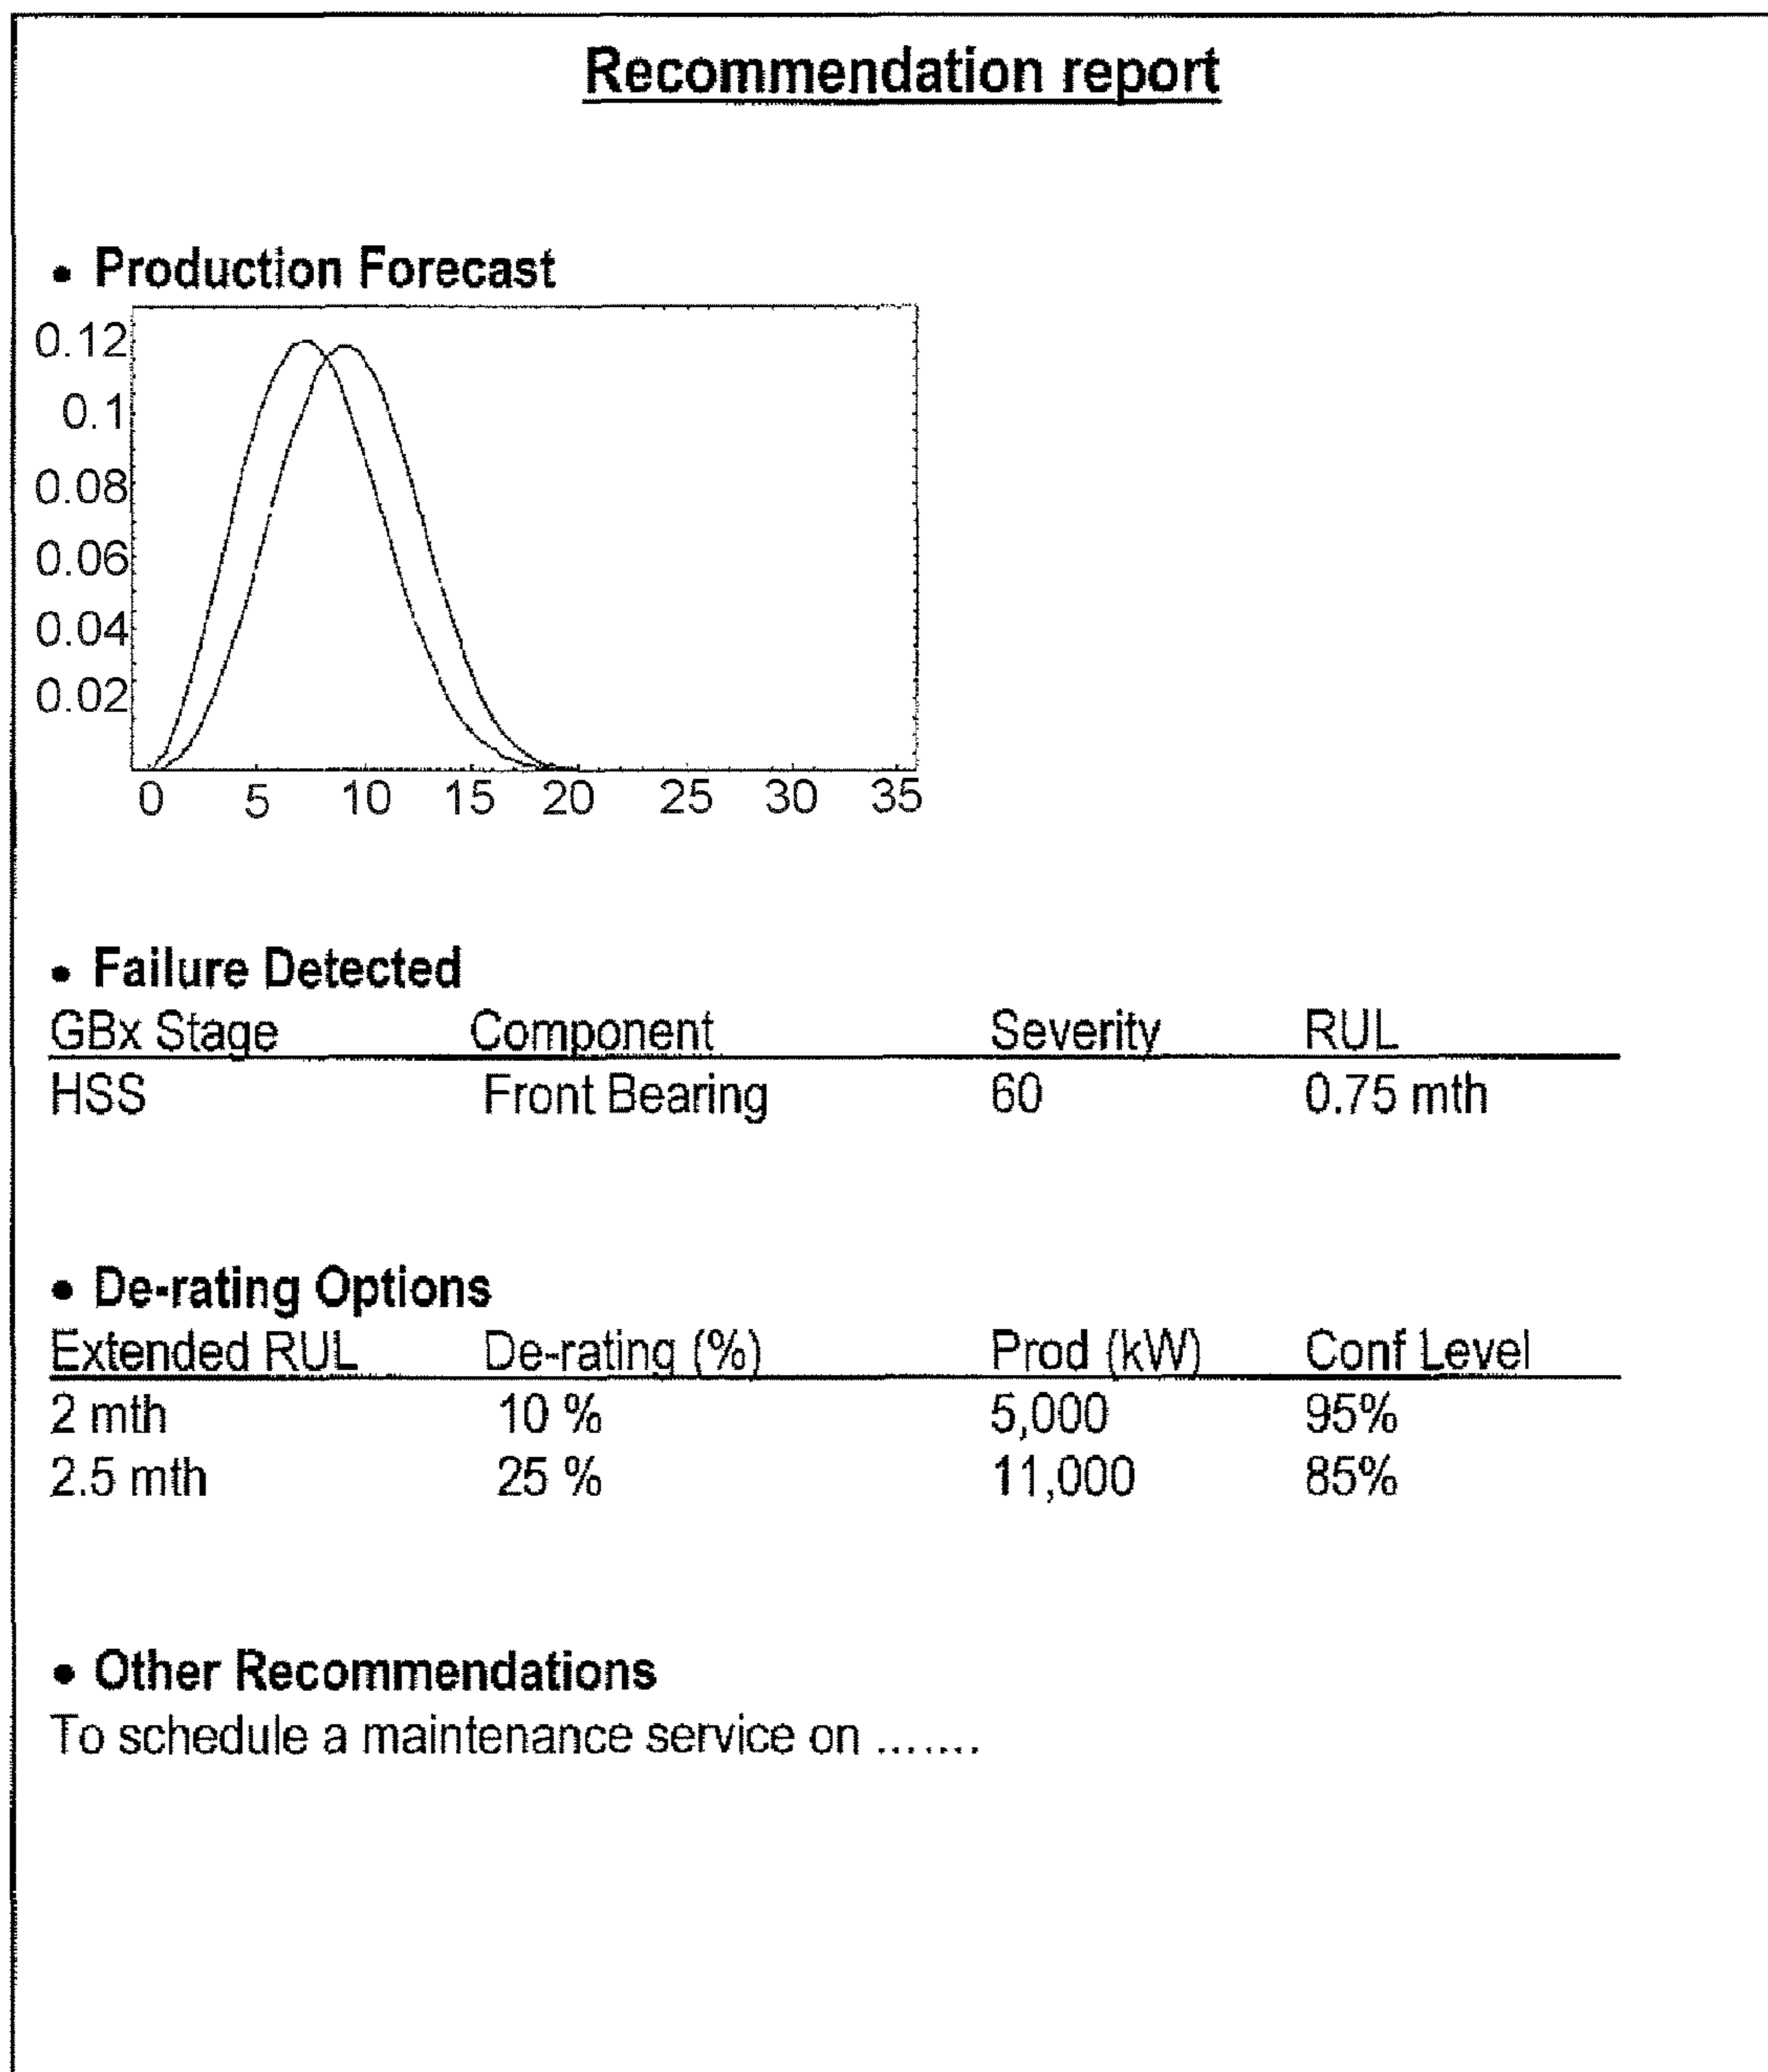 Recommendation report
• Production Forecast
0.12
0.1
0.08
0.06
0.04
0.02
0 5 10 15 20 25 30 35
• Failure Detected
GBx Stage Component Severity RUL
HSS Front Bearing 60 0.75 mth
• De-rating Options
Extended RUL De-rating (%) Prod (kW) Conf Level
2 mth 10 % 5,000 95%
2.5 mth 25 % 11,000 85%
• Other Recommendations
To schedule a maintenance service on .......